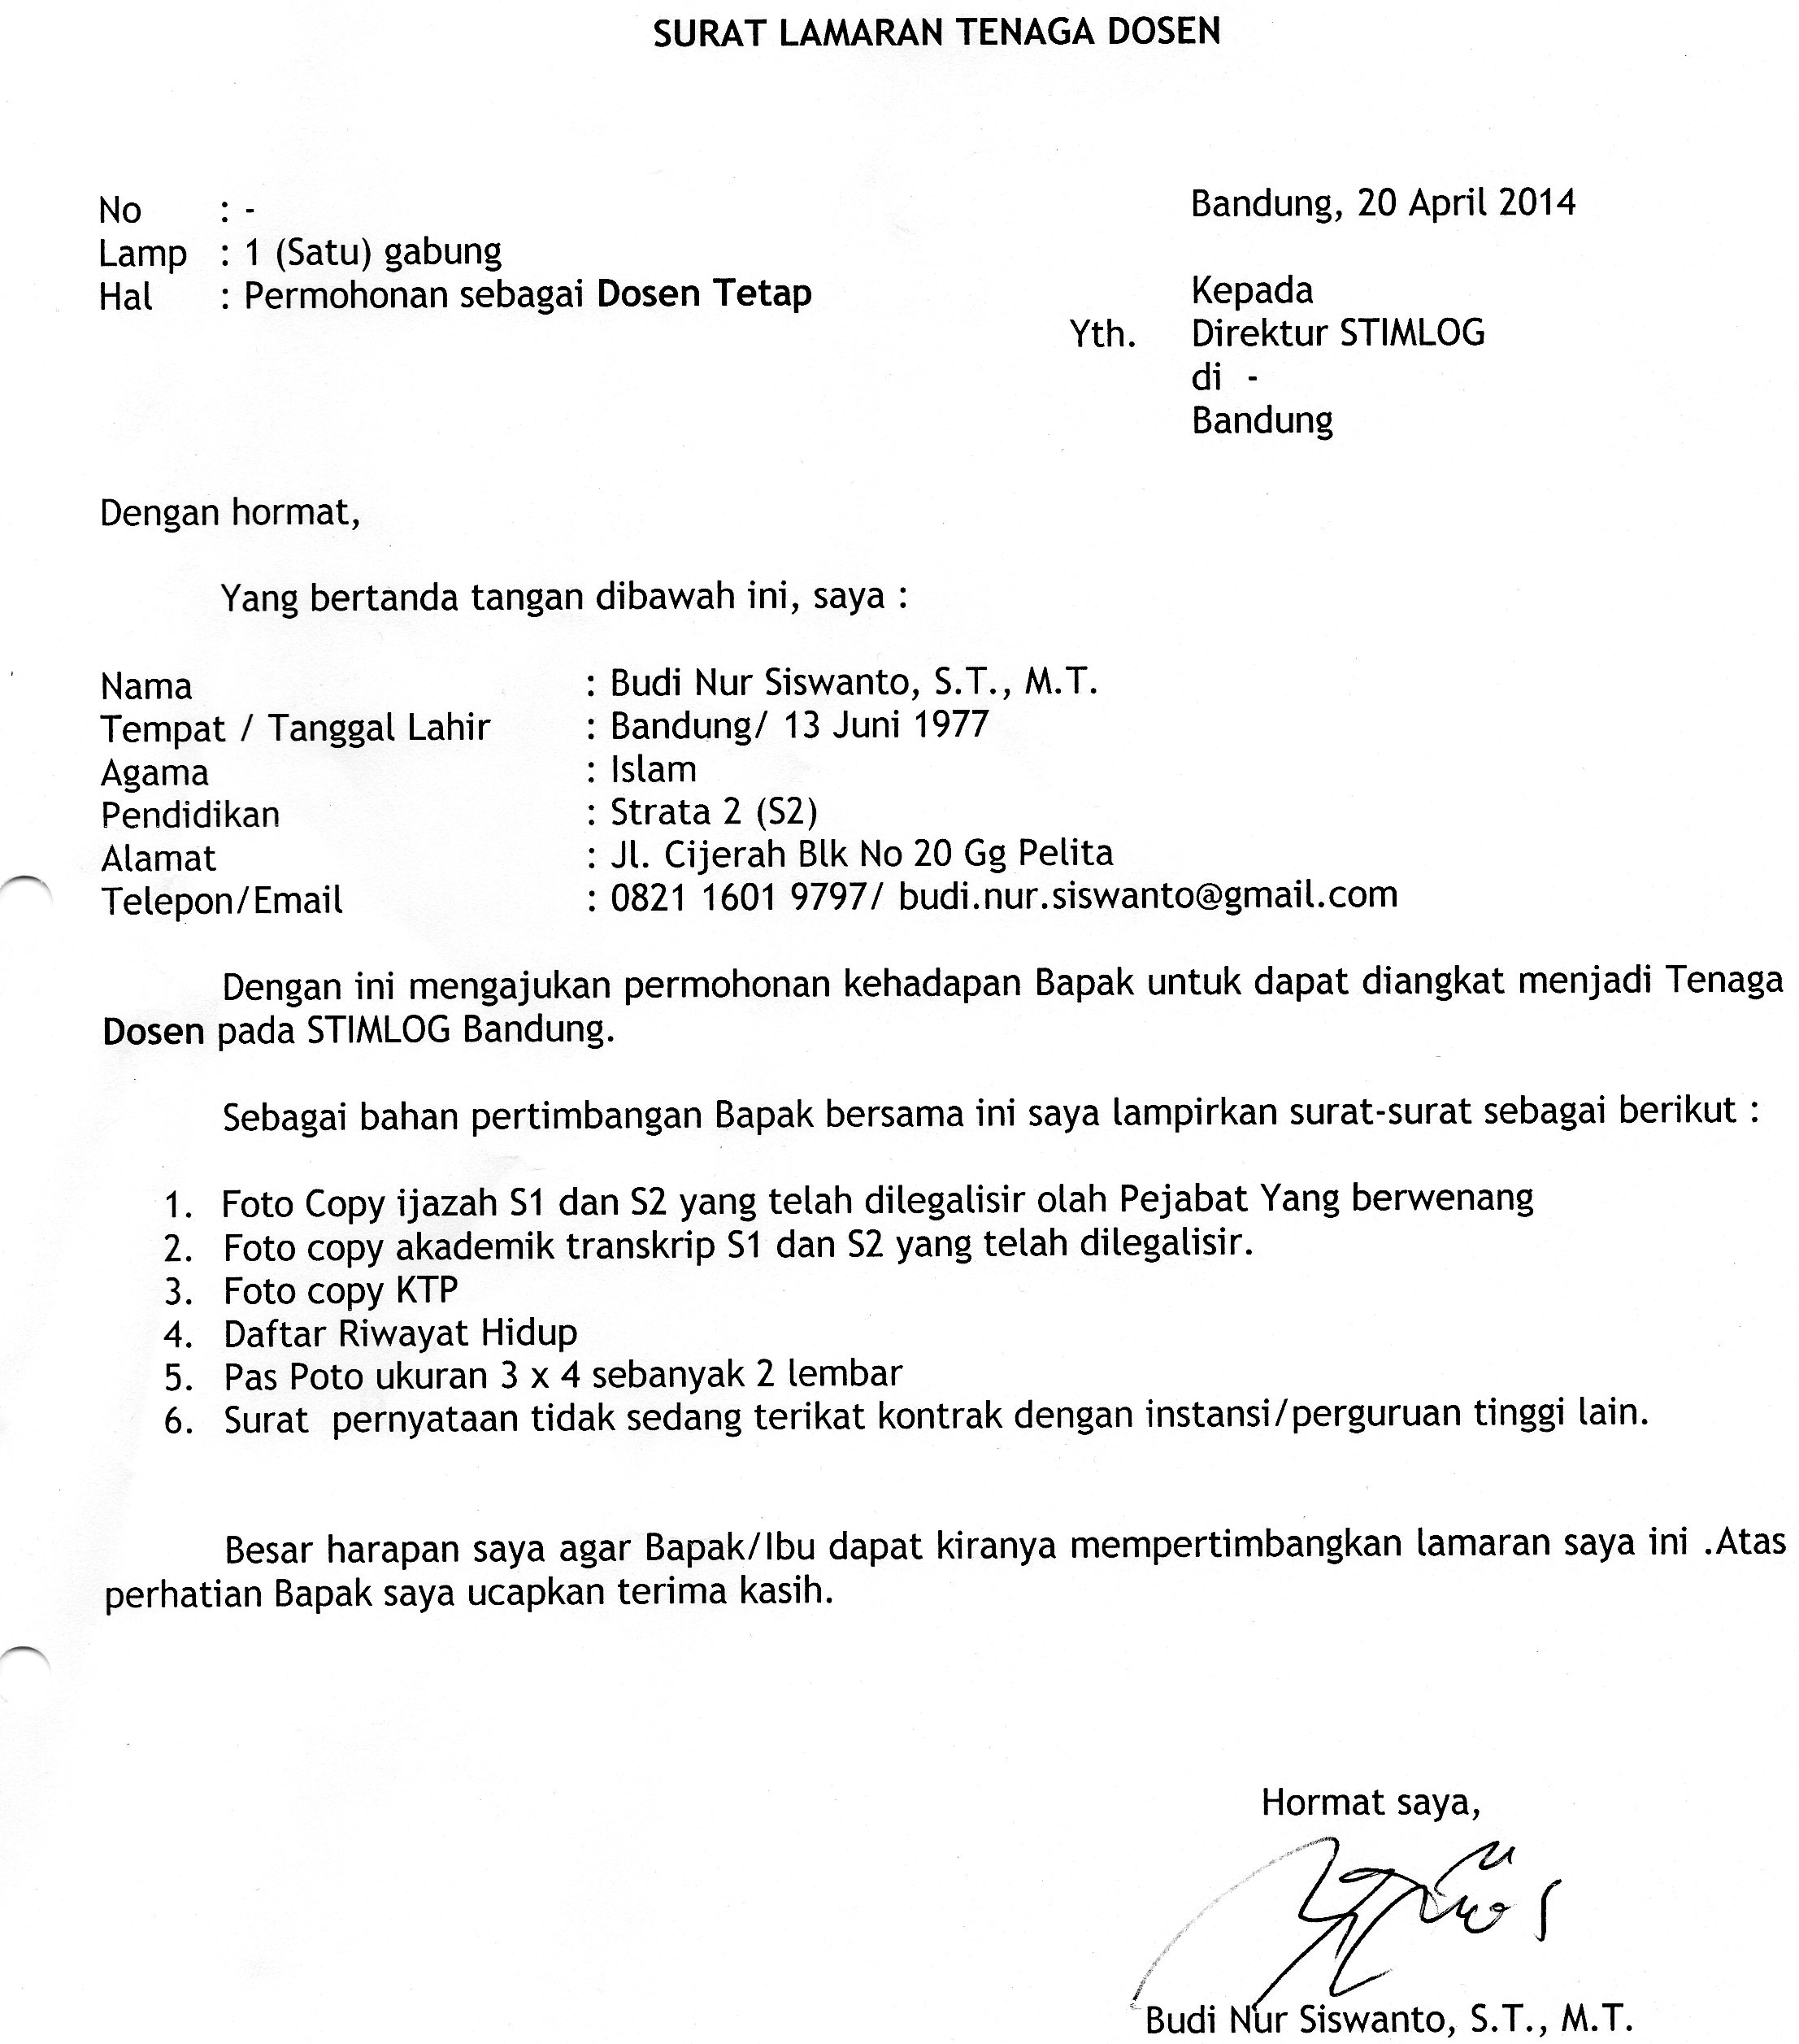 SURAT LAMARAN TENAGA DOSEN
No : -
Lamp : 1 (Satu) gabung
Hal : Permohonan sebagai Dosen Tetap
Bandung, 20 April 2014
Kepada
Yth. Direktur STIMLOG
di -
Bandung
Dengan hormat,
Yang bertanda tangan dibawah ini, saya :
Nama : Budi Nur Siswanto, S.T., M.T.
Tempat / Tanggal Lahir : Bandung/ 13 Juni 1977
Agama : Islam
Pendidikan : Strata 2 (S2)
Alamat : Jl. Cijerah Blk No 20 Gg Pelita
Telepon/Email : 0821 1601 9797/ budi.nur.siswanto@gmail.com
Dengan ini mengajukan permohonan kehadapan Bapak untuk dapat diangkat menjadi Tenaga
Dosen pada STIMLOG Bandung.
Sebagai bahan pertimbangan Bapak bersama ini saya lampirkan surat-surat sebagai berikut :
1. Foto Copy ijazah S1 dan S2 yang telah dilegalisir olah Pejabat Yang berwenang
2. Foto copy akademik transkrip S1 dan S2 yang telah dilegalisir.
3. Foto copy KTP
4. Daftar Riwayat Hidup
5. Pas Poto ukuran 3 x 4 sebanyak 2 lembar
6. Surat  pernyataan tidak sedang terikat kontrak dengan instansi/perguruan tinggi lain.
Besar harapan saya agar Bapak/Ibu dapat kiranya mempertimbangkan lamaran saya ini .Atas
perhatian Bapak saya ucapkan terima kasih.
Hormat saya,
Budi Nur Siswanto, S.T., M.T.